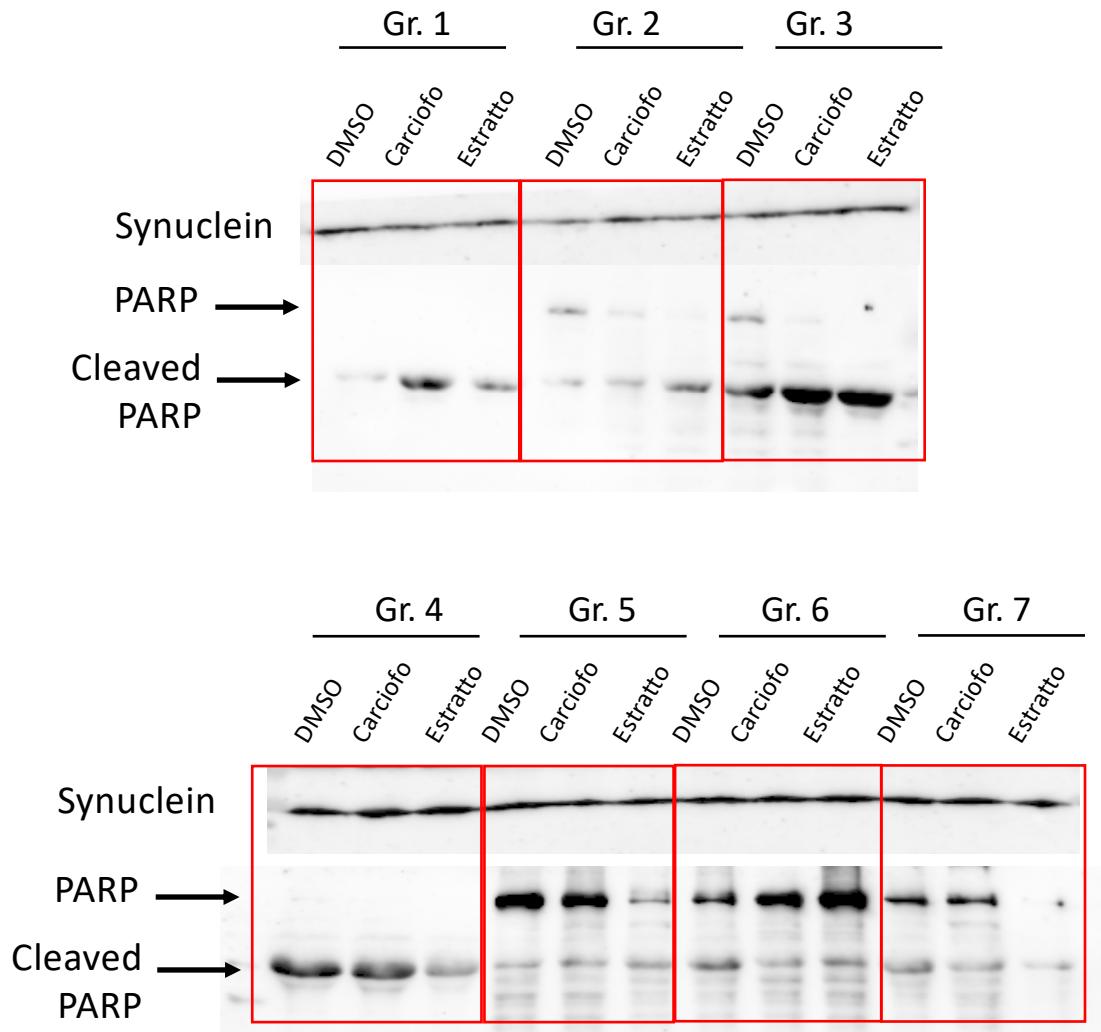 Gr. 1 Gr. 2 Gr. 3
DMSO Carciofo Estratto DMSO Carciofo Estratto DMSO Carciofo Estratto
Synuclein
PARP
Cleaved
PARP
Gr. 4 Gr. 5 Gr. 6 Gr. 7
DMSO Carciofo Estratto DMSO Carciofo Estratto DMSO Carciofo Estratto DMSO Carciofo Estratto
Synuclein
PARP
Cleaved
PARP